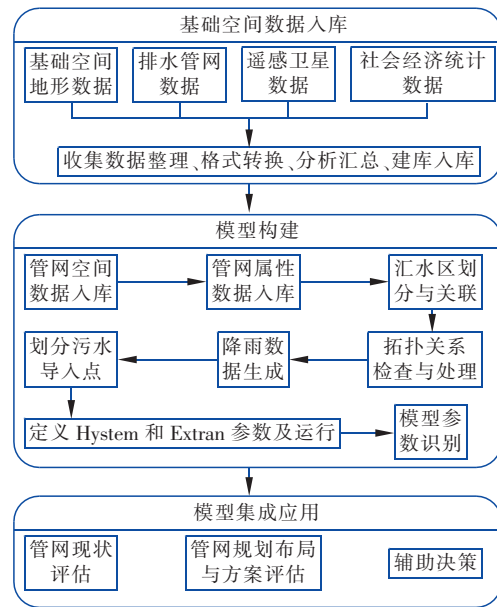 基础空间数据入库
基础空间
地形数据
排水管网
数据
遥感卫星
数据
社会经济统计
数据
收集数据整理、格式转换、分析汇总、建库入库
模型构建
管网空间
数据入库
管网属性
数据入库
汇水区划
分与关联
划分污水
导入点
降雨数
据生成
拓扑关系
检查与处理
定义 Hystem 和 Extran 参数及运行
模型参
数识别
模型集成应用
管网现状
评估
管网规划布局
与方案评估
辅助决策